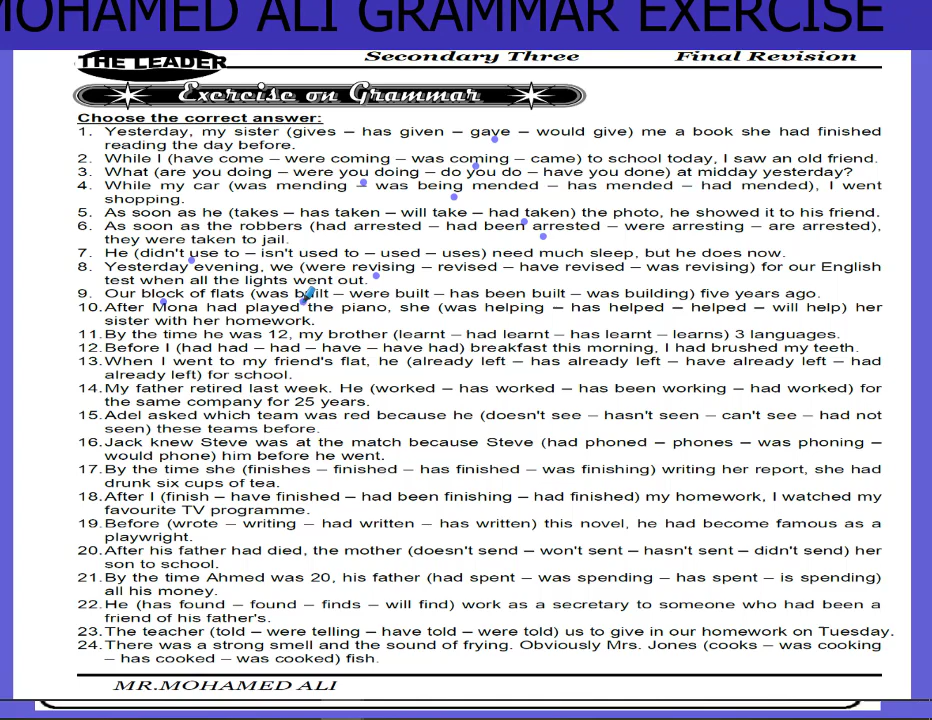 MOHAMED ALI GRAMMAR EXERCISE
THE LEADER Secondary Three Final Revision
Exercise on Grammar
Choose the correct answer:
1. Yesterday, my sister (gives – has given – gave – would give) me a book she had finished
reading the day before.
2. While I (have come – were coming – was coming – came) to school today, I saw an old friend.
3. What (are you doing – were you doing – do you do – have you done) at midday yesterday?
4. While my car (was mending – was being mended – has mended – had mended), I went
shopping.
5. As soon as he (takes – has taken – will take – had taken) the photo, he showed it to his friend.
6. As soon as the robbers (had arrested – had been arrested – were arresting – are arrested),
they were taken to jail.
7. He (didn't use to – isn't used to – used – uses) need much sleep, but he does now.
8. Yesterday evening, we (were revising – revised – have revised – was revising) for our English
test when all the lights went out.
9. Our block of flats (was built – were built – has been built – was building) five years ago.
10. After Mona had played the piano, she (was helping – has helped – helped – will help) her
sister with her homework.
11. By the time he was 12, my brother (learnt – had learnt – has learnt – learns) 3 languages.
12. Before I (had had – had – have – have had) breakfast this morning, I had brushed my teeth.
13. When I went to my friend's flat, he (already left – has already left – have already left – had
already left) for school.
14. My father retired last week. He (worked – has worked – has been working – had worked) for
the same company for 25 years.
15. Adel asked which team was red because he (doesn't see – hasn't seen – can't see – had not
seen) these teams before.
16. Jack knew Steve was at the match because Steve (had phoned – phones – was phoning –
would phone) him before he went.
17. By the time she (finishes – finished – has finished – was finishing) writing her report, she had
drunk six cups of tea.
18. After I (finish – have finished – had been finishing – had finished) my homework, I watched my
favourite TV programme.
19. Before (wrote – writing – had written – has written) this novel, he had become famous as a
playwright.
20. After his father had died, the mother (doesn't send – won't sent – hasn't sent – didn't send) her
son to school.
21. By the time Ahmed was 20, his father (had spent – was spending – has spent – is spending)
all his money.
22. He (has found – found – finds – will find) work as a secretary to someone who had been a
friend of his father's.
23. The teacher (told – were telling – have told – were told) us to give in our homework on Tuesday.
24. There was a strong smell and the sound of frying. Obviously Mrs. Jones (cooks – was cooking
– has cooked – was cooked) fish.
MR.MOHAMED ALI